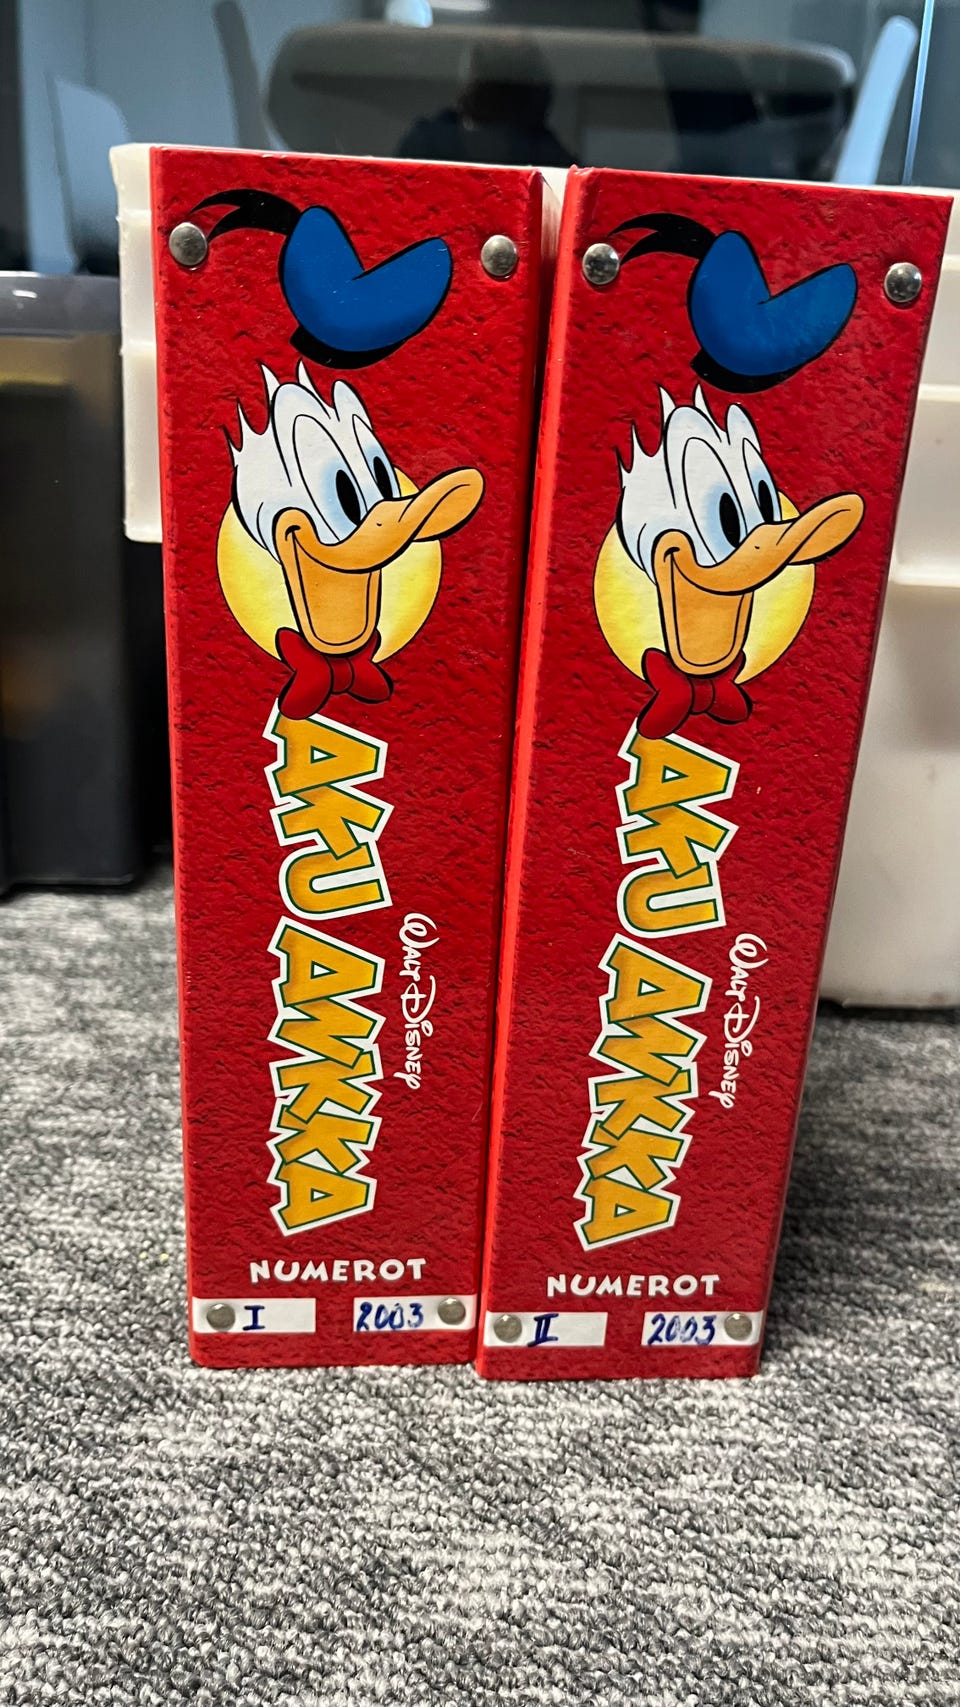 AKU ANKKA
WALT DISNEY
NUMEROT
I 2003
AKU ANKKA
WALT DISNEY
NUMEROT
II 2003